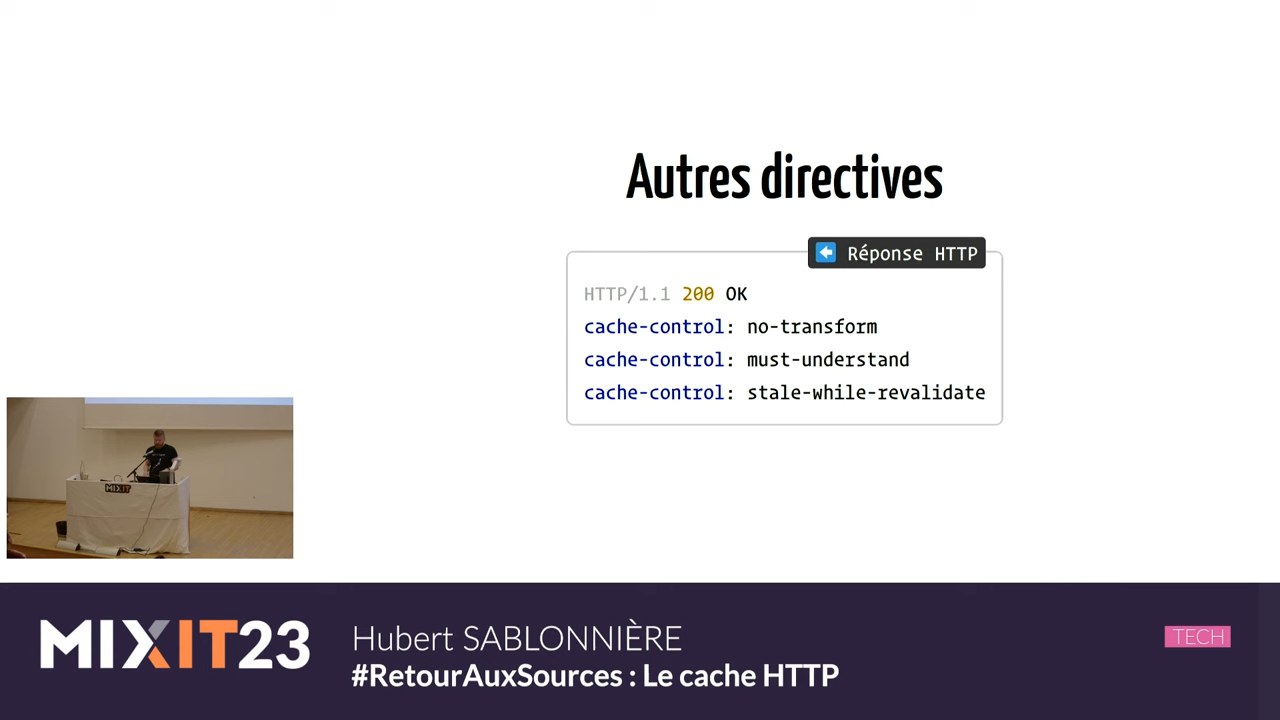 Autres directives
⬅ Réponse HTTP
HTTP/1.1 200 OK
cache-control: no-transform
cache-control: must-understand
cache-control: stale-while-revalidate
MIXIT
MIXIT23
Hubert SABLONNIÈRE
#RetourAuxSources : Le cache HTTP
TECH